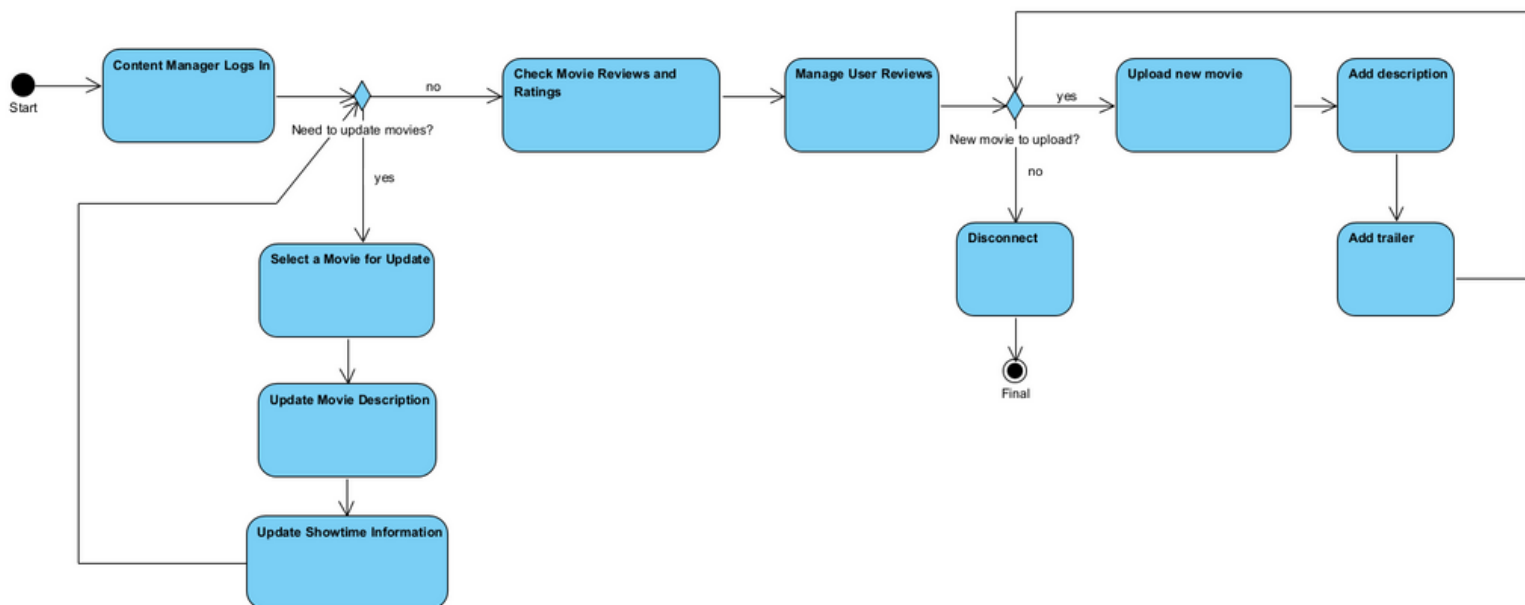 Start
Content Manager Logs In
Need to update movies?
no
yes
Check Movie Reviews and
Ratings
Manage User Reviews
New movie to upload?
yes
no
Upload new movie
Add description
Add trailer
Disconnect
Final
Select a Movie for Update
Update Movie Description
Update Showtime Information